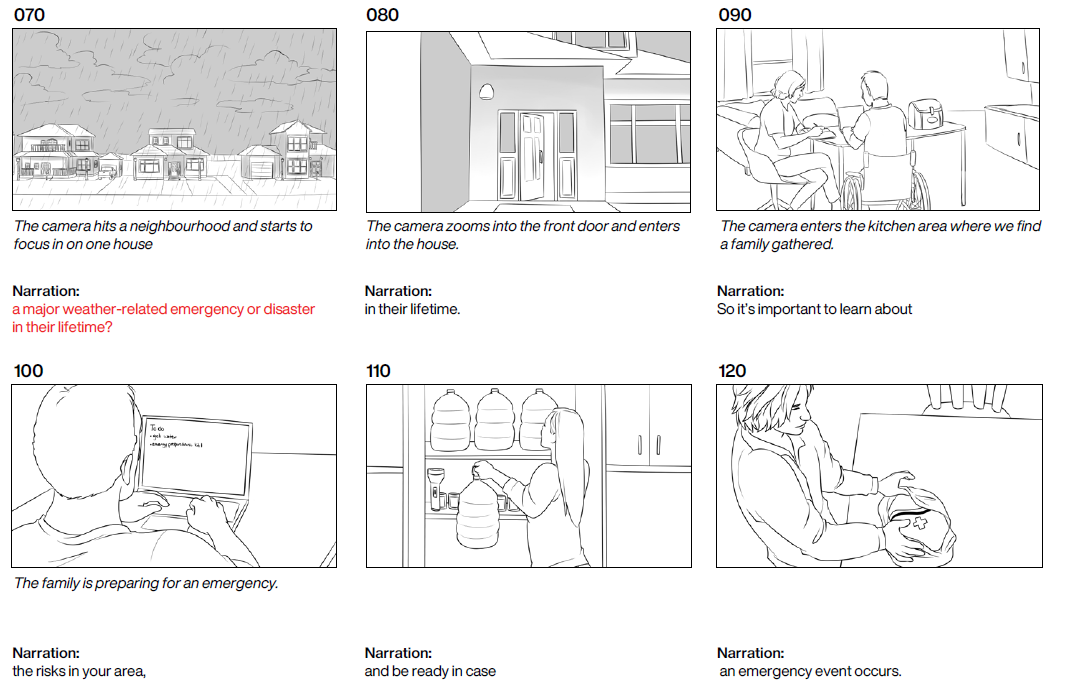 070
080
090
The camera hits a neighbourhood and starts to
focus in on one house
The camera zooms into the front door and enters
into the house.
The camera enters the kitchen area where we find
a family gathered.
Narration:
a major weather-related emergency or disaster
in their lifetime?
Narration:
in their lifetime.
Narration:
So it's important to learn about
100
110
120
To do
- get water
The family is preparing for an emergency.
Narration:
the risks in your area,
Narration:
and be ready in case
Narration:
an emergency event occurs.